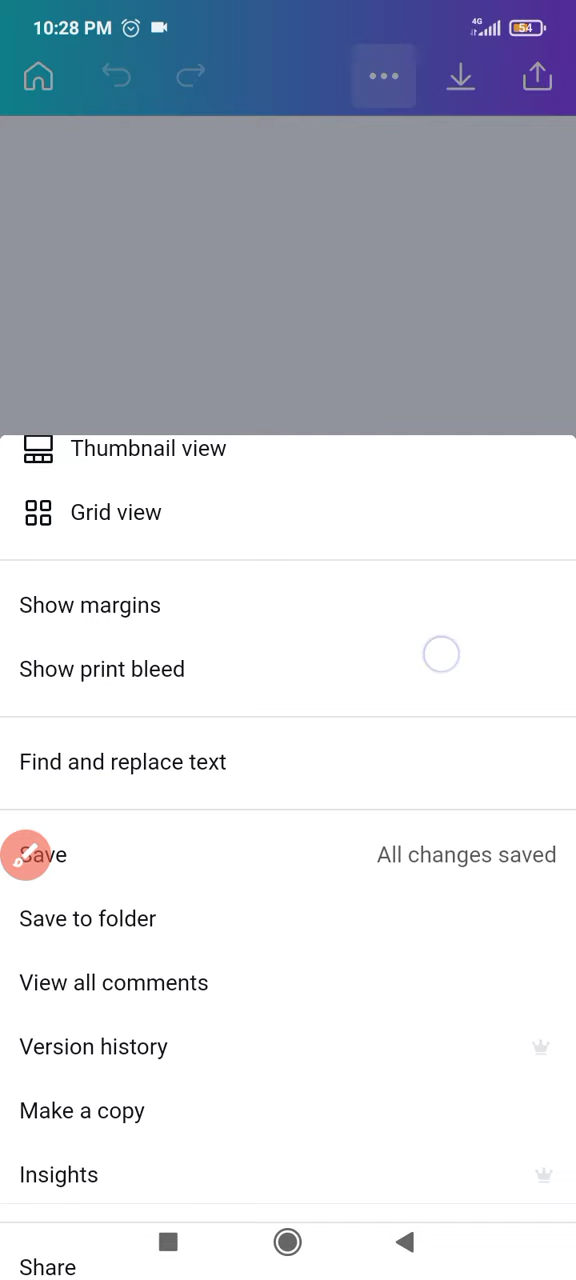 10:28 PM
4G
54
Thumbnail view
Grid view
Show margins
Show print bleed
Find and replace text
Save All changes saved
Save to folder
View all comments
Version history
Make a copy
Insights
Share